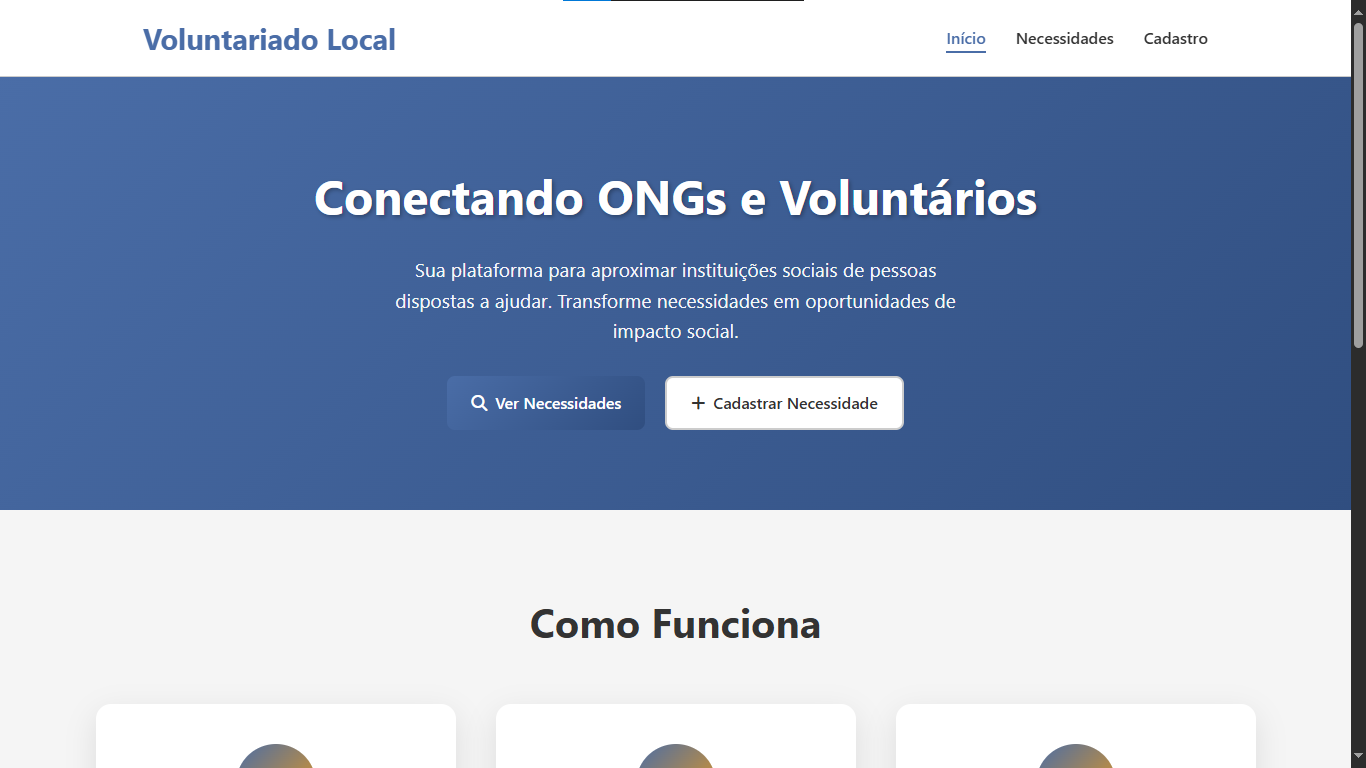 Voluntariado Local
Início Necessidades Cadastro
Conectando ONGs e Voluntários
Sua plataforma para aproximar instituições sociais de pessoas
dispostas a ajudar. Transforme necessidades em oportunidades de
impacto social.
Ver Necessidades
Cadastrar Necessidade
Como Funciona